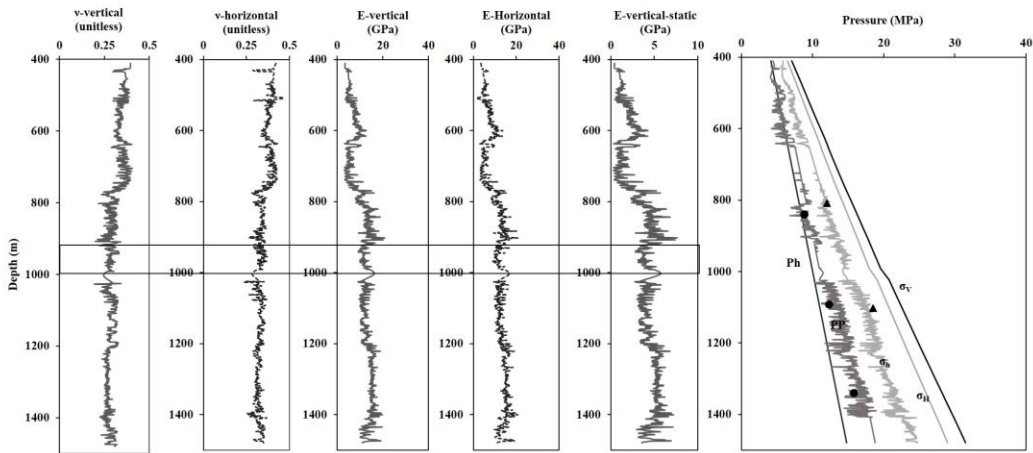 ν-vertical
(unitless)
0 0.25 0.5
ν-horizontal
(unitless)
0 0.25 0.5
E-vertical
(GPa)
0 20 40
E-Horizontal
(GPa)
0 20 40
E-vertical-static
(GPa)
0 5 10
Pressure (MPa)
0 10 20 30 40
Depth (m)
400
600
800
1000
1200
1400
400
600
800
1000
1200
1400
400
600
800
1000
1200
1400
400
600
800
1000
1200
1400
400
600
800
1000
1200
1400
400
600
800
1000
1200
1400
Ph
σV
PP
σh
σH